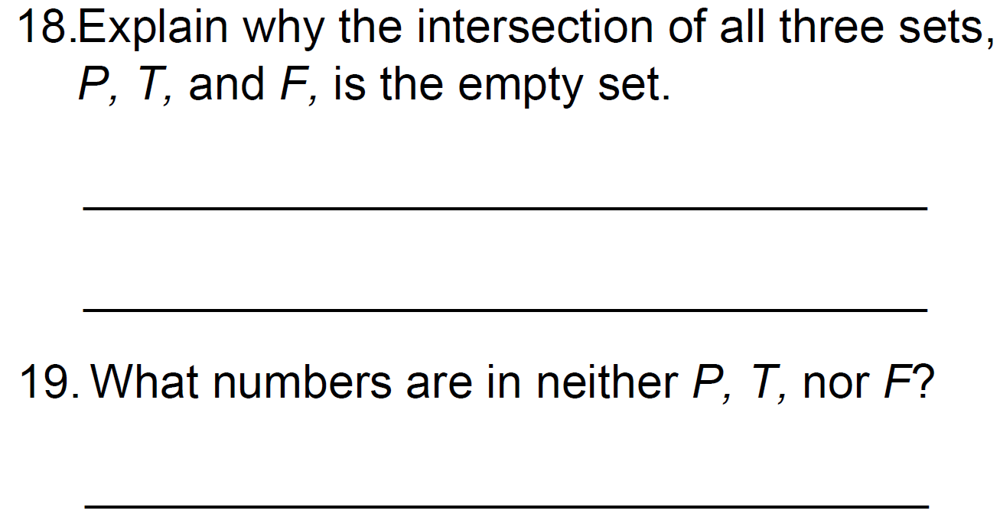 18.Explain why the intersection of all three sets,
P, T, and F, is the empty set.
19. What numbers are in neither P, T, nor F?